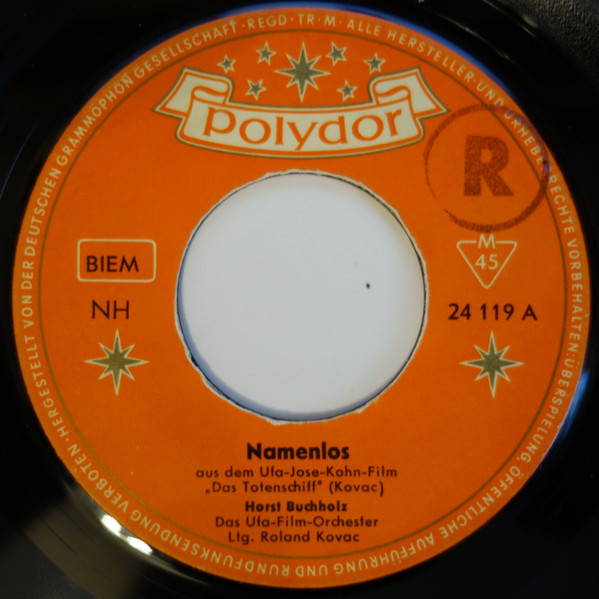 HERGESTELLT VON DER DEUTSCHEN GRAMMOPHON GESELLSCHAFT · REGD · TR · M · ALLE HERSTELLER- UND URHEBERRECHTE VORBEHALTEN: ÜBERSPIELUNG, ÖFFENTLICHE AUFFÜHRUNG UND RUNDFUNKSENDUNG VERBOTEN ·
polydor
R
BIEM
M
45
NH
24 119 A
Namenlos
aus dem Ufa-Jose-Kohn-Film
„Das Totenschiff" (Kovac)
Horst Buchholz
Das Ufa-Film-Orchester
Ltg. Roland Kovac